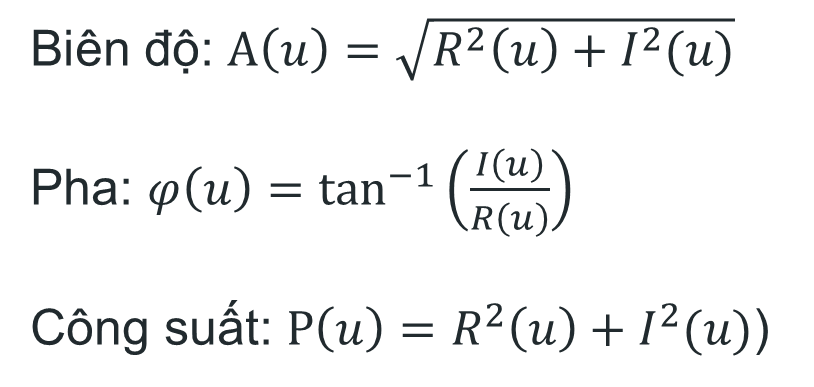 Biên độ: A(u) = √(R²(u) + I²(u))
Pha: φ(u) = tan⁻¹ (I(u)/R(u))
Công suất: P(u) = R²(u) + I²(u))